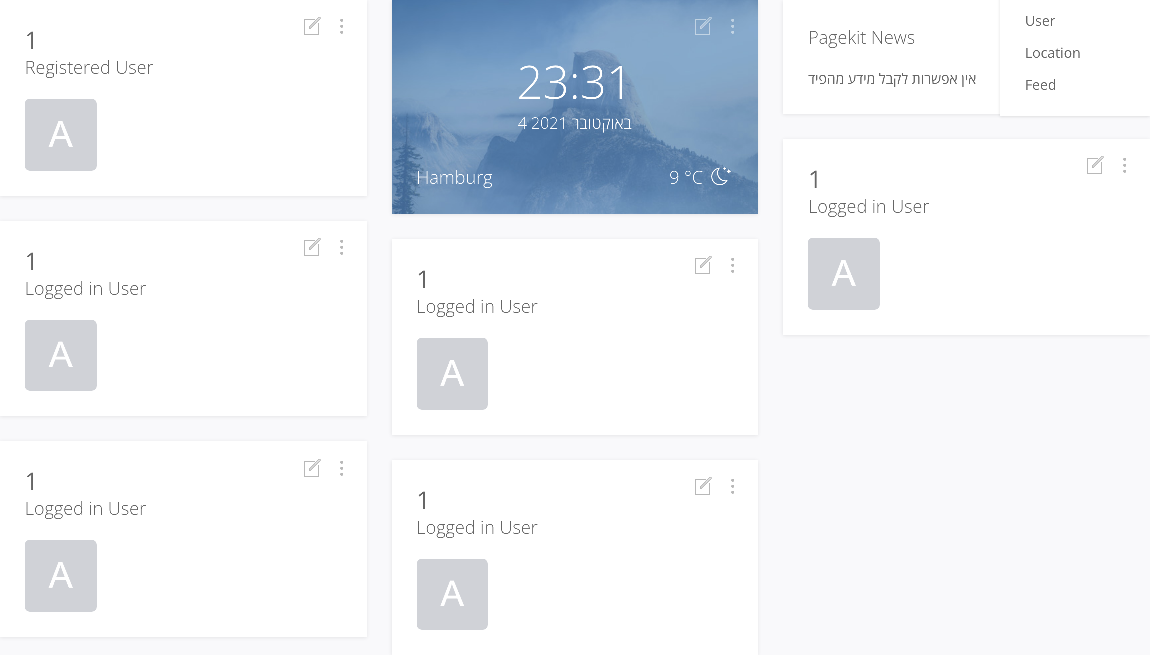 1
Registered User
A
1
Logged in User
A
1
Logged in User
A
23:31
4 באוקטובר 2021
Hamburg
9 °C
1
Logged in User
A
1
Logged in User
A
Pagekit News
אין אפשרות לקבל מידע מהפיד
User
Location
Feed
1
Logged in User
A